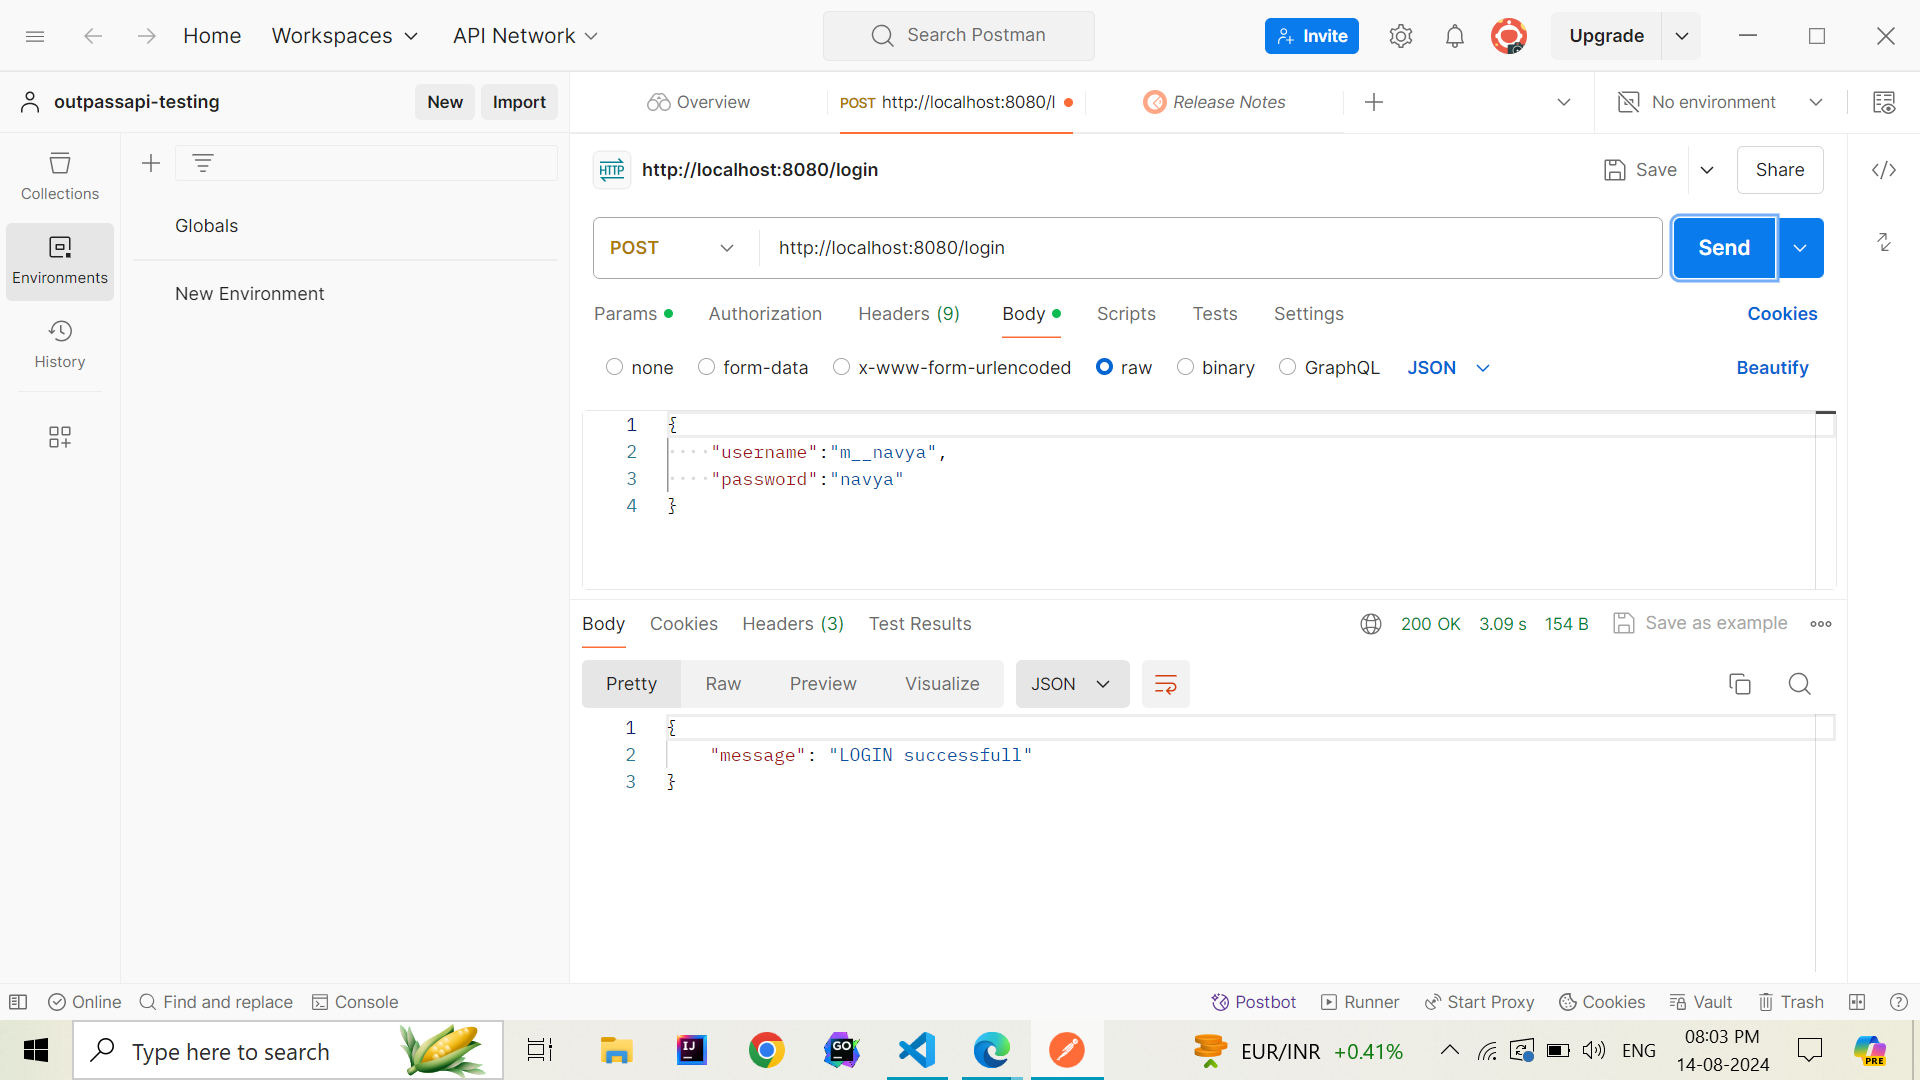 Home Workspaces API Network Search Postman Invite Upgrade
outpassapi-testing New Import Overview POST http://localhost:8080/l Release Notes No environment
Collections
Environments
History
Globals
New Environment
HTTP http://localhost:8080/login Save Share
POST http://localhost:8080/login Send
Params Authorization Headers (9) Body Scripts Tests Settings Cookies
none form-data x-www-form-urlencoded raw binary GraphQL JSON Beautify
1 {
2 "username":"m__navya",
3 "password":"navya"
4 }
Body Cookies Headers (3) Test Results 200 OK 3.09 s 154 B Save as example
Pretty Raw Preview Visualize JSON
1 {
2 "message": "LOGIN successfull"
3 }
Online Find and replace Console Postbot Runner Start Proxy Cookies Vault Trash
Type here to search IJ GO EUR/INR +0.41% ENG 08:03 PM PRE
14-08-2024